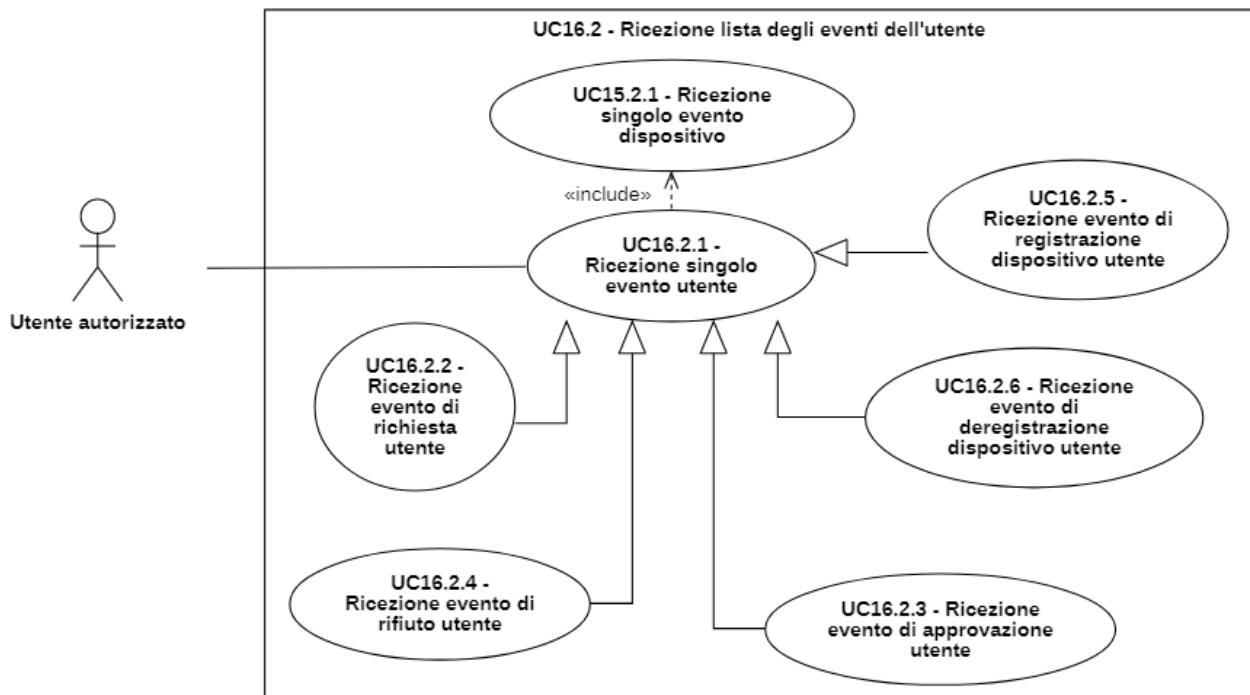 UC16.2 - Ricezione lista degli eventi dell'utente
UC15.2.1 - Ricezione
singolo evento
dispositivo
«include»
UC16.2.1 -
Ricezione singolo
evento utente
UC16.2.5 -
Ricezione evento di
registrazione
dispositivo utente
Utente autorizzato
UC16.2.2 -
Ricezione
evento di
richiesta
utente
UC16.2.6 - Ricezione
evento di
deregistrazione
dispositivo utente
UC16.2.4 -
Ricezione evento di
rifiuto utente
UC16.2.3 - Ricezione
evento di approvazione
utente